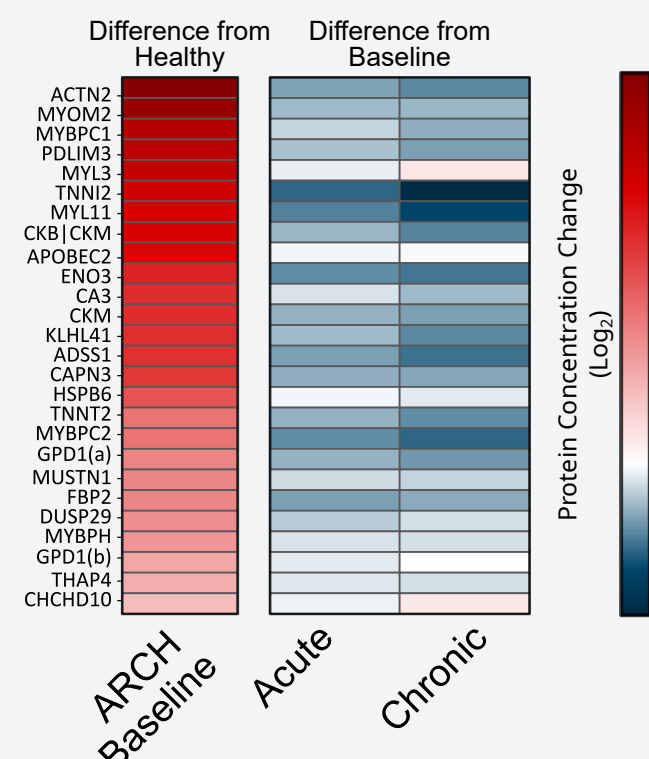 Difference from
Healthy
Difference from
Baseline
ACTN2
MYOM2
MYBPC1
PDLIM3
MYL3
TNNI2
MYL11
CKB|CKM
APOBEC2
ENO3
CA3
CKM
KLHL41
ADSS1
CAPN3
HSPB6
TNNT2
MYBPC2
GPD1(a)
MUSTN1
FBP2
DUSP29
MYBPH
GPD1(b)
THAP4
CHCHD10
ARCH
Baseline
Acute
Chronic
Protein Concentration Change
(Log₂)